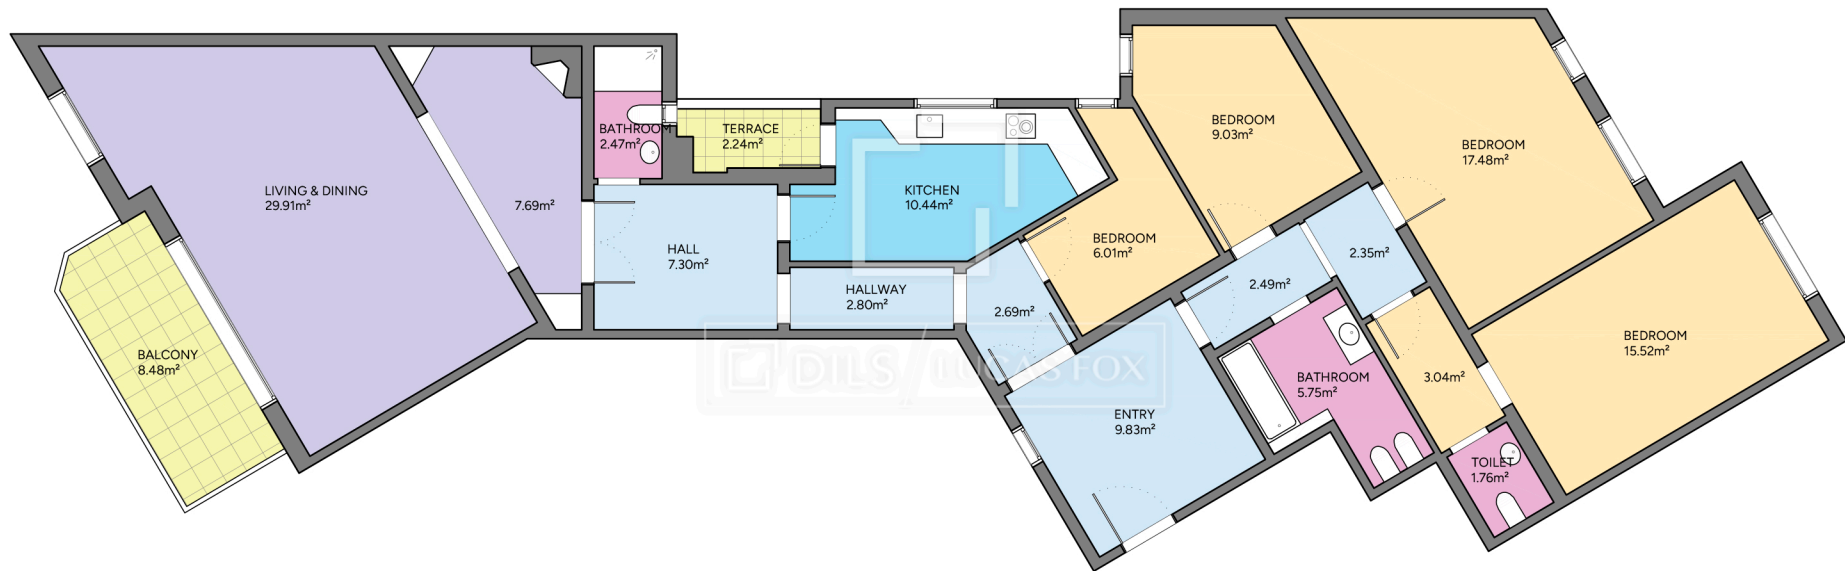 LIVING & DINING
29.91m²
7.69m²
BALCONY
8.48m²
BATHROOM
2.47m²
TERRACE
2.24m²
HALL
7.30m²
KITCHEN
10.44m²
HALLWAY
2.80m²
2.69m²
BEDROOM
6.01m²
BEDROOM
9.03m²
BEDROOM
17.48m²
2.35m²
2.49m²
BEDROOM
15.52m²
3.04m²
BATHROOM
5.75m²
ENTRY
9.83m²
TOILET
1.76m²
DILS / LUCAS FOX